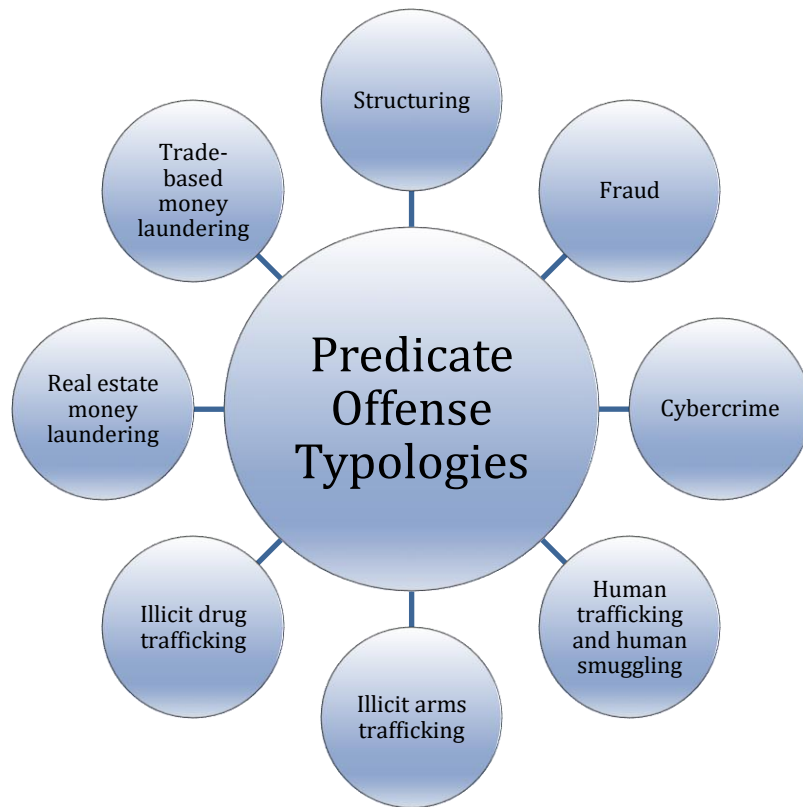 Predicate
Offense
Typologies
Structuring
Fraud
Cybercrime
Human
trafficking
and human
smuggling
Illicit arms
trafficking
Illicit drug
trafficking
Real estate
money
laundering
Trade-
based
money
laundering